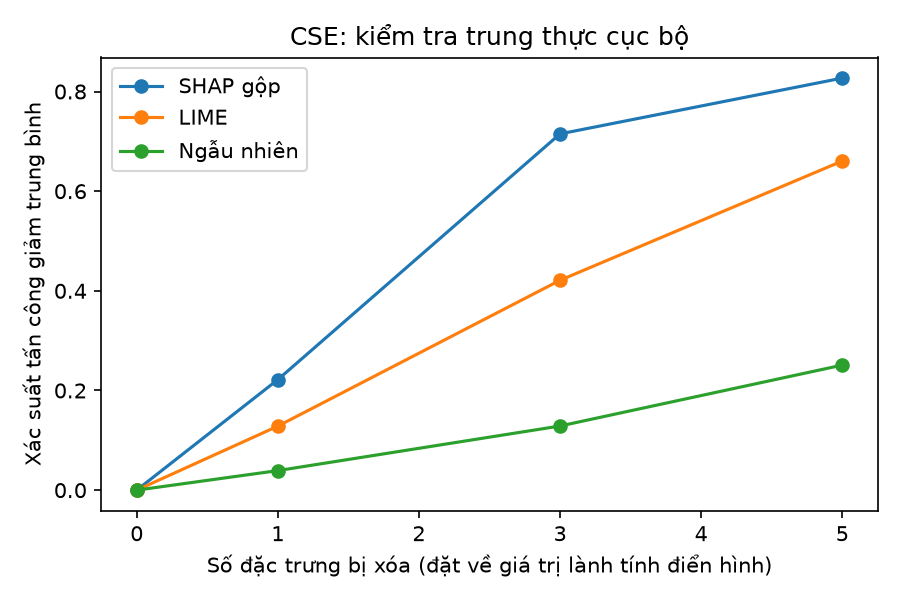 CSE: kiểm tra trung thực cục bộ
SHAP gộp
LIME
Ngẫu nhiên
Xác suất tấn công giảm trung bình
0.8
0.6
0.4
0.2
0.0
0 1 2 3 4 5
Số đặc trưng bị xóa (đặt về giá trị lành tính điển hình)